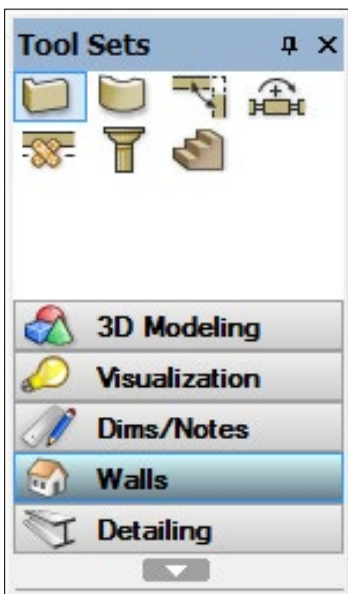 Tool Sets
3D Modeling
Visualization
Dims/Notes
Walls
Detailing